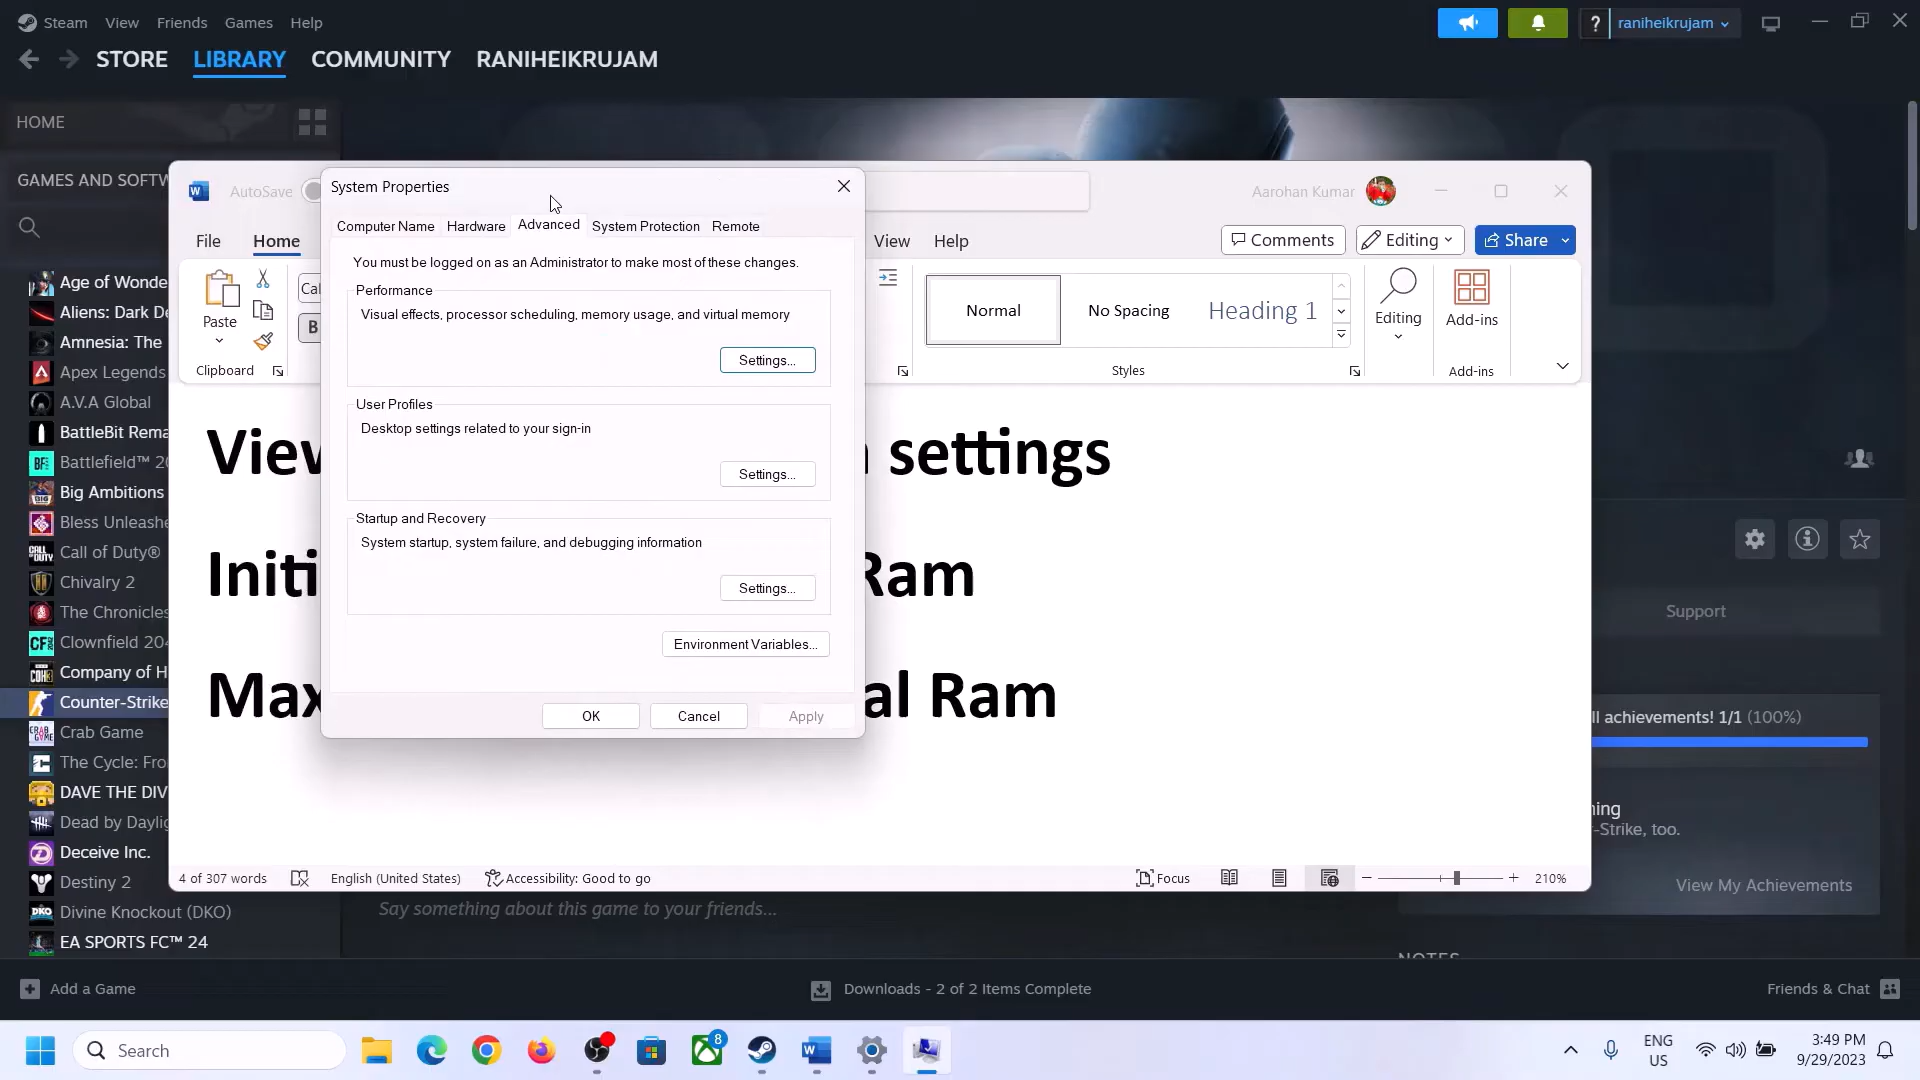 Steam View Friends Games Help
? raniheikrujam
STORE LIBRARY COMMUNITY RANIHEIKRUJAM
HOME
GAMES AND SOFTW
AutoSave
System Properties
Aarohan Kumar
Computer Name Hardware Advanced System Protection Remote
File Home View Help
Comments Editing Share
You must be logged on as an Administrator to make most of these changes.
Performance
Visual effects, processor scheduling, memory usage, and virtual memory
Settings...
Paste
Cal
B
Normal No Spacing Heading 1
Editing
Add-ins
Clipboard Styles Add-ins
User Profiles
Desktop settings related to your sign-in
Settings...
Startup and Recovery
System startup, system failure, and debugging information
Settings...
Environment Variables...
OK Cancel Apply
View settings
Initi Ram
Max al Ram
Age of Wonde
Aliens: Dark De
Amnesia: The
Apex Legends
A.V.A Global
BattleBit Rema
Battlefield™ 20
Big Ambitions
Bless Unleashe
Call of Duty®
Chivalry 2
The Chronicles
Clownfield 204
Company of H
Counter-Strike
Crab Game
The Cycle: Fro
DAVE THE DIV
Dead by Daylig
Deceive Inc.
Destiny 2
Divine Knockout (DKO)
EA SPORTS FC™ 24
Support
ll achievements! 1/1 (100%)
-Strike, too.
View My Achievements
4 of 307 words English (United States) Accessibility: Good to go Focus 210%
Say something about this game to your friends...
NOTES
Add a Game Downloads - 2 of 2 Items Complete Friends & Chat
Search
8
ENG
US
3:49 PM
9/29/2023